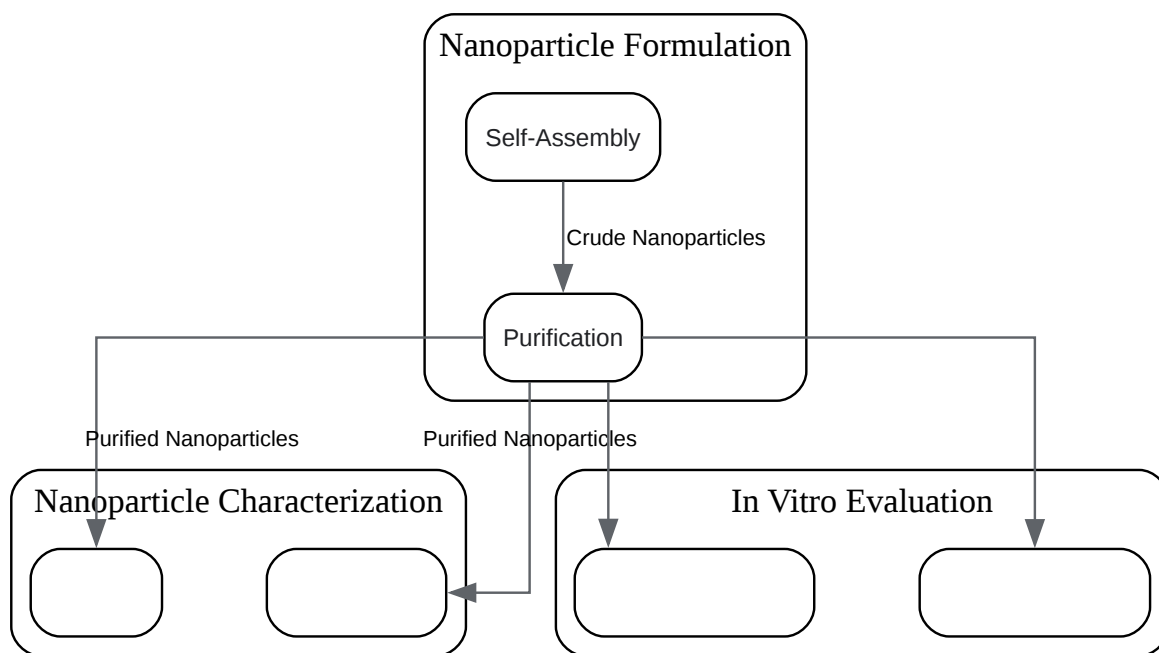 Nanoparticle Formulation
Self-Assembly
Crude Nanoparticles
Purification
Purified Nanoparticles
Purified Nanoparticles
Nanoparticle Characterization
In Vitro Evaluation